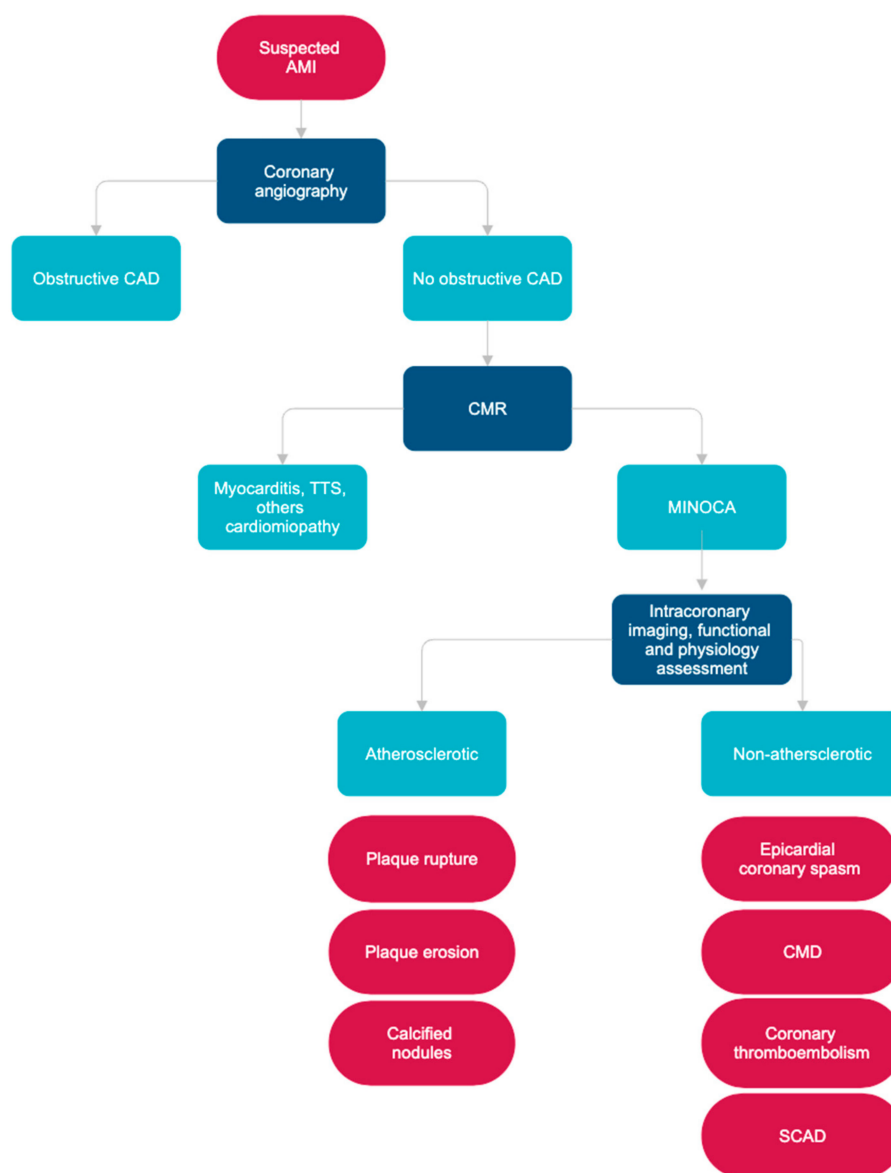 Suspected
AMI
Coronary
angiography
Obstructive CAD
No obstructive CAD
CMR
Myocarditis, TTS,
others
cardiomiopathy
MINOCA
Intracoronary
imaging, functional
and physiology
assessment
Atherosclerotic
Non-athersclerotic
Plaque rupture
Epicardial
coronary spasm
Plaque erosion
CMD
Calcified
nodules
Coronary
thromboembolism
SCAD